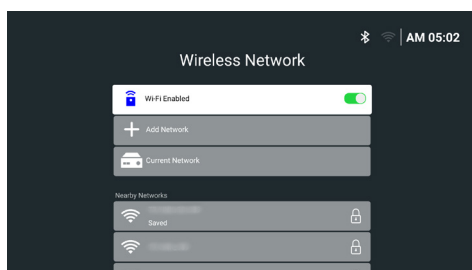 AM 05:02
Wireless Network
Wi-Fi Enabled
Add Network
Current Network
Nearby Networks
Saved